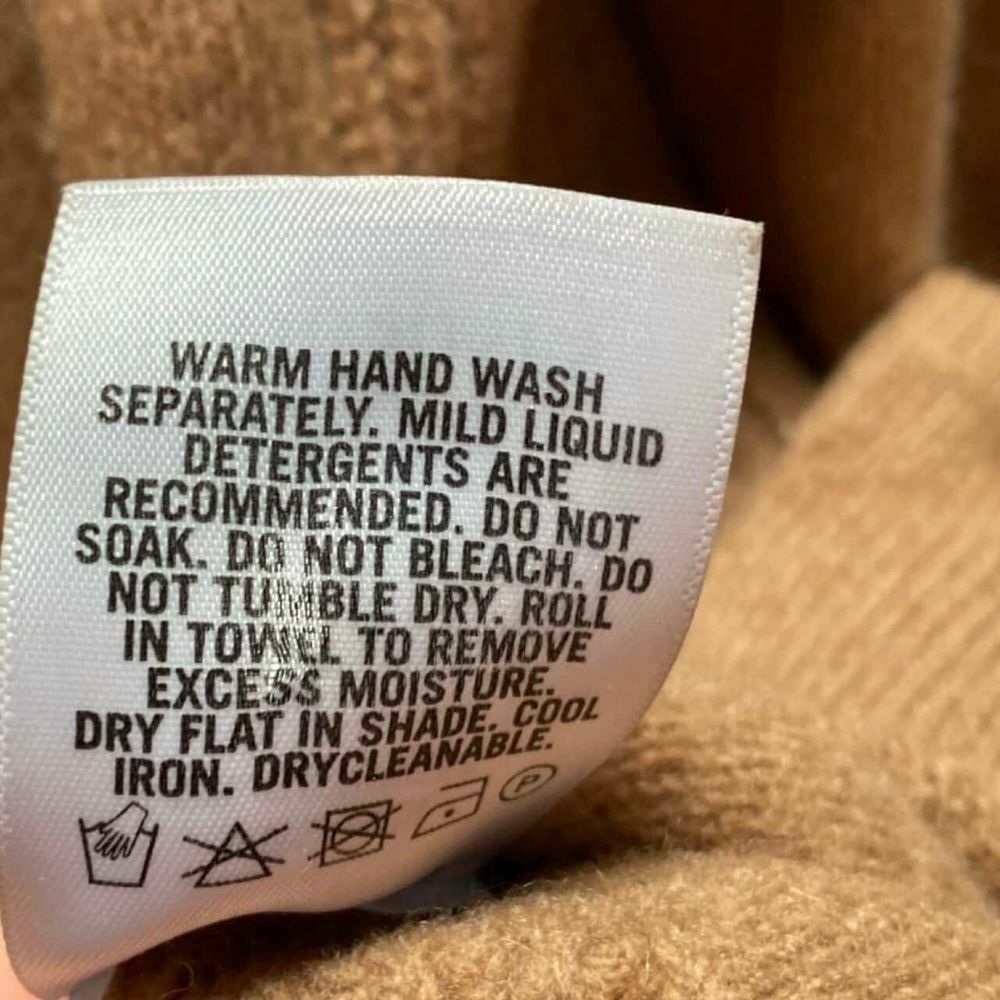 WARM HAND WASH
SEPARATELY. MILD LIQUID
DETERGENTS ARE
RECOMMENDED. DO NOT
SOAK. DO NOT BLEACH. DO
NOT TUMBLE DRY. ROLL
IN TOWEL TO REMOVE
EXCESS MOISTURE.
DRY FLAT IN SHADE. COOL
IRON. DRYCLEANABLE.
P